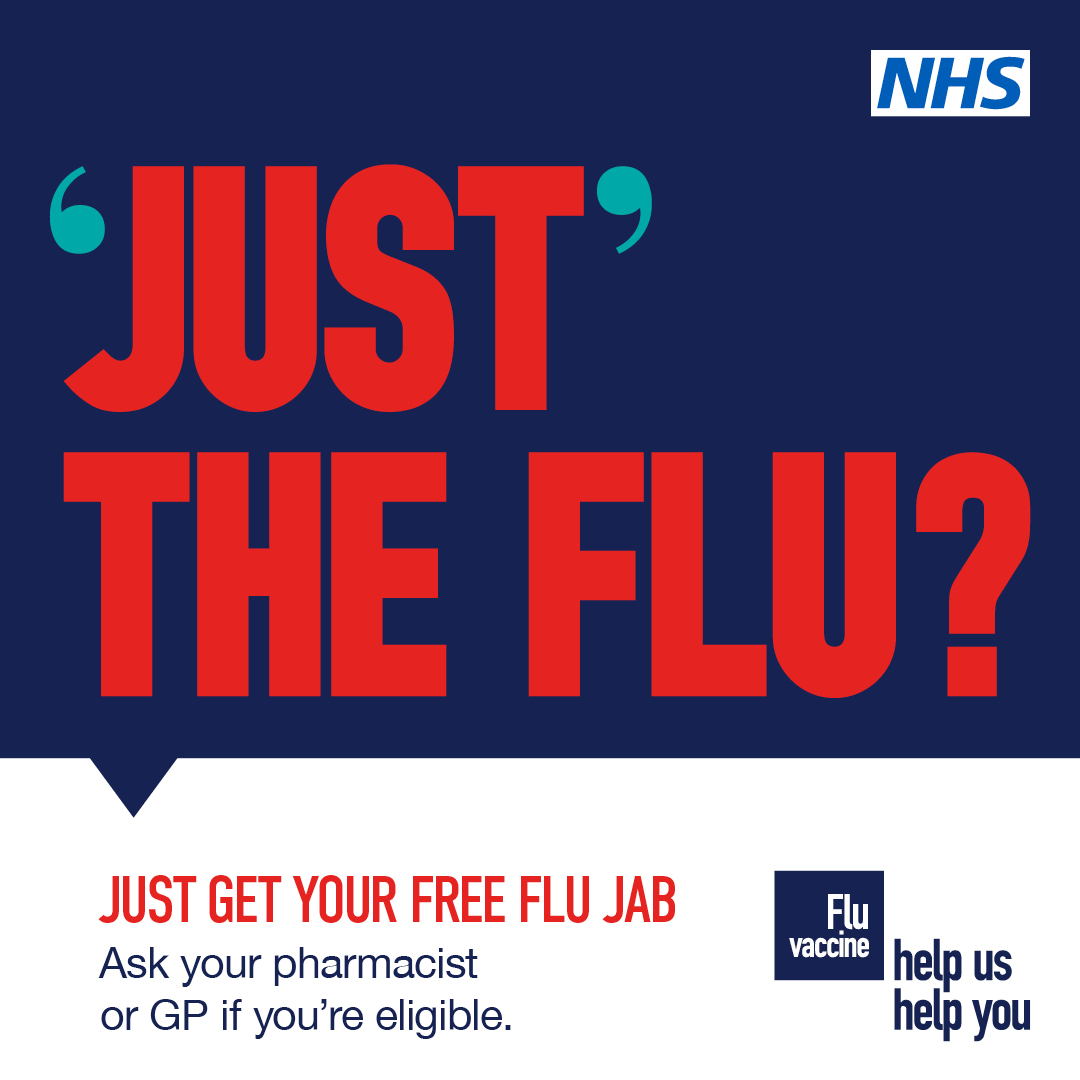 NHS
‘JUST’
THE FLU?
JUST GET YOUR FREE FLU JAB
Ask your pharmacist
or GP if you’re eligible.
Flu
vaccine
help us
help you